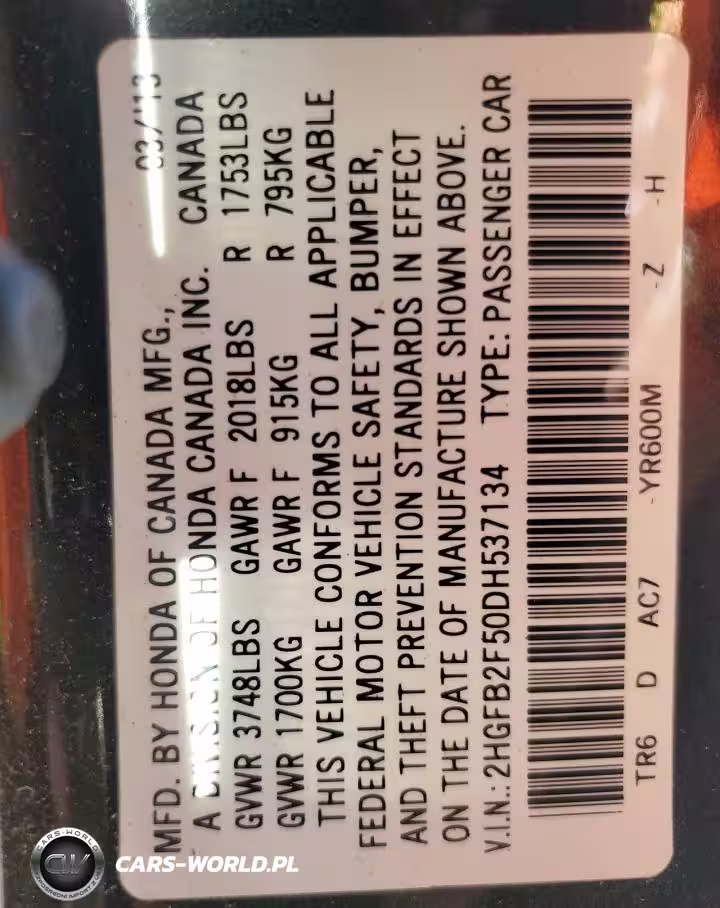 03/13
MFD. BY HONDA OF CANADA MFG.,
A DIVISION OF HONDA CANADA INC. CANADA
GVWR 3748LBS GAWR F 2018LBS R 1753LBS
GVWR 1700KG GAWR F 915KG R 795KG
THIS VEHICLE CONFORMS TO ALL APPLICABLE
FEDERAL MOTOR VEHICLE SAFETY, BUMPER,
AND THEFT PREVENTION STANDARDS IN EFFECT
ON THE DATE OF MANUFACTURE SHOWN ABOVE.
V.I.N.: 2HGFB2F50DH537134 TYPE: PASSENGER CAR
TR6 D AC7 -YR600M -Z -H
CARS-WORLD
CW
CARS-WORLD.PL